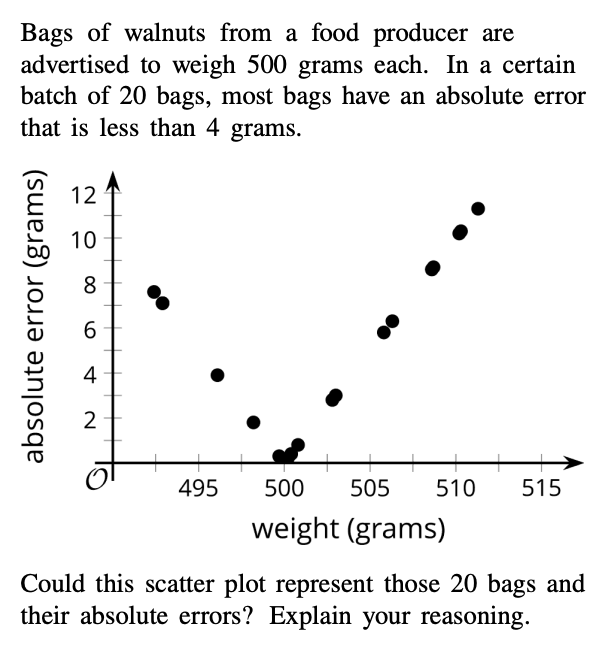 Bags of walnuts from a food producer are
advertised to weigh 500 grams each. In a certain
batch of 20 bags, most bags have an absolute error
that is less than 4 grams.
absolute error (grams)
12
10
8
6
4
2
O
495 500 505 510 515
weight (grams)
Could this scatter plot represent those 20 bags and
their absolute errors? Explain your reasoning.